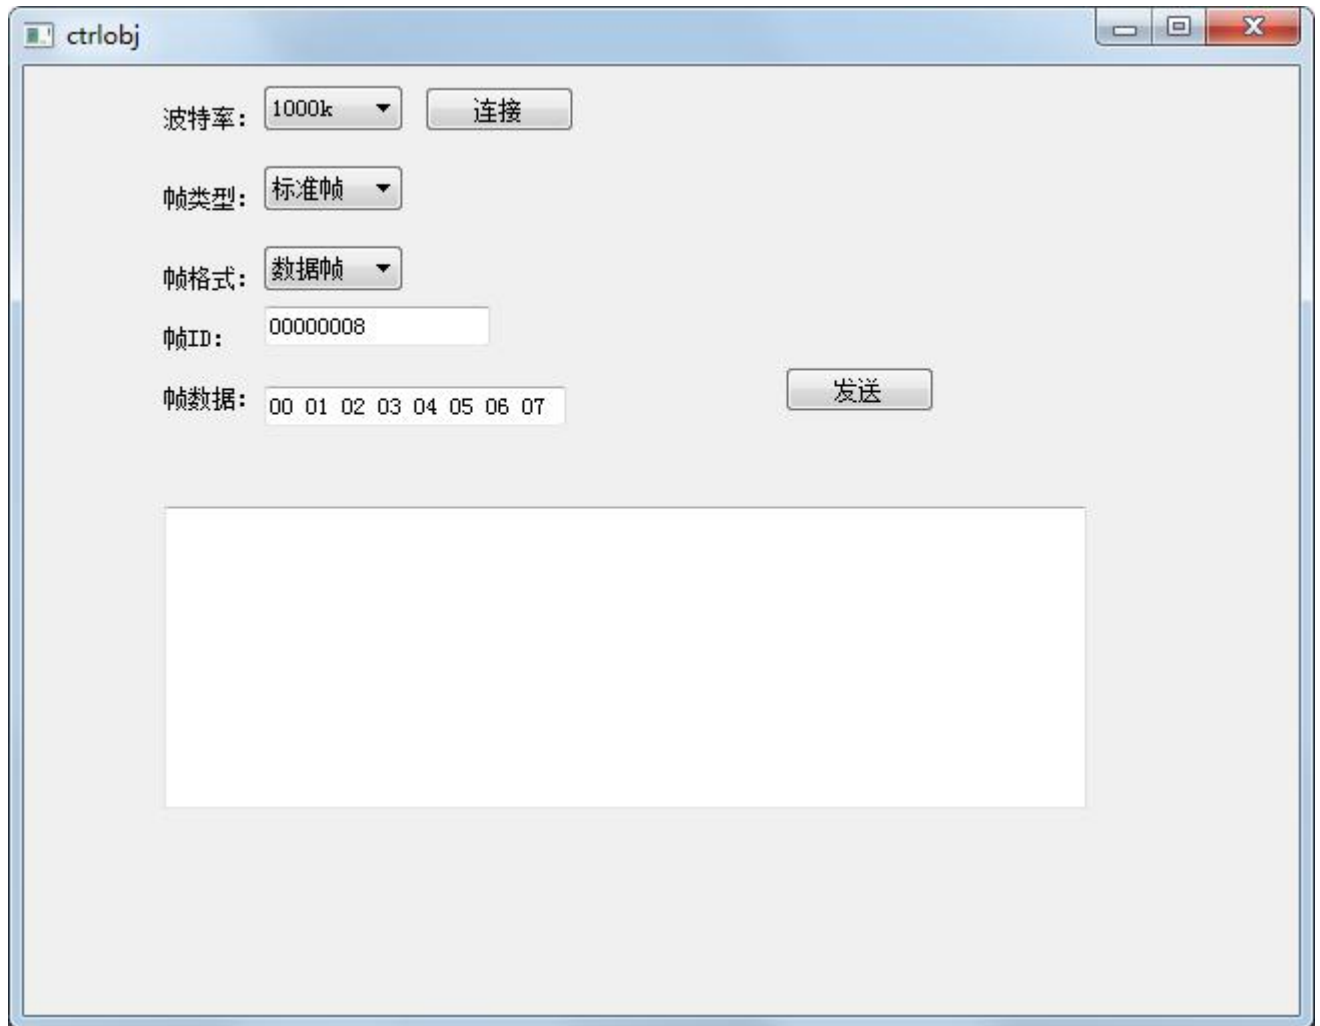 ctrlobj
波特率： 1000k 连接
帧类型： 标准帧
帧格式： 数据帧
帧ID： 00000008
帧数据： 00 01 02 03 04 05 06 07 发送